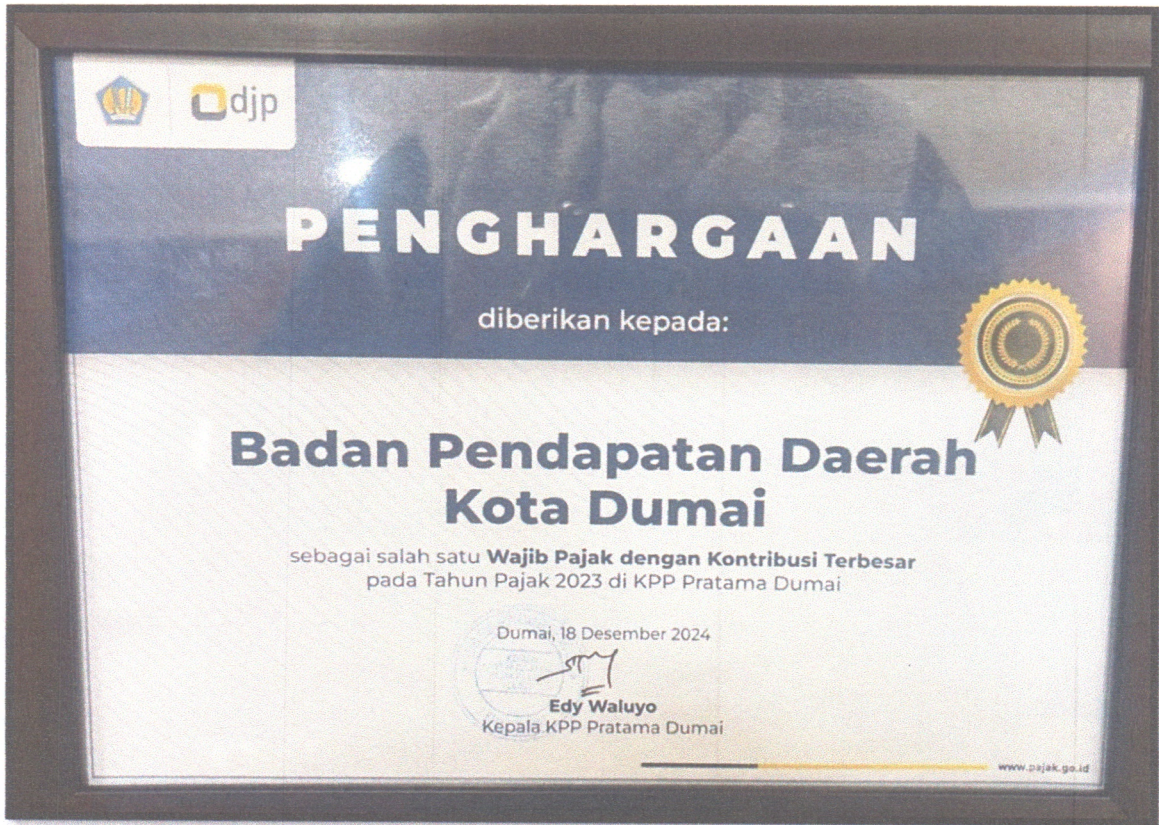 djp
PENGHARGAAN
diberikan kepada:
Badan Pendapatan Daerah
Kota Dumai
sebagai salah satu Wajib Pajak dengan Kontribusi Terbesar
pada Tahun Pajak 2023 di KPP Pratama Dumai
Dumai, 18 Desember 2024
Edy Waluyo
Kepala KPP Pratama Dumai
www.pajak.go.id